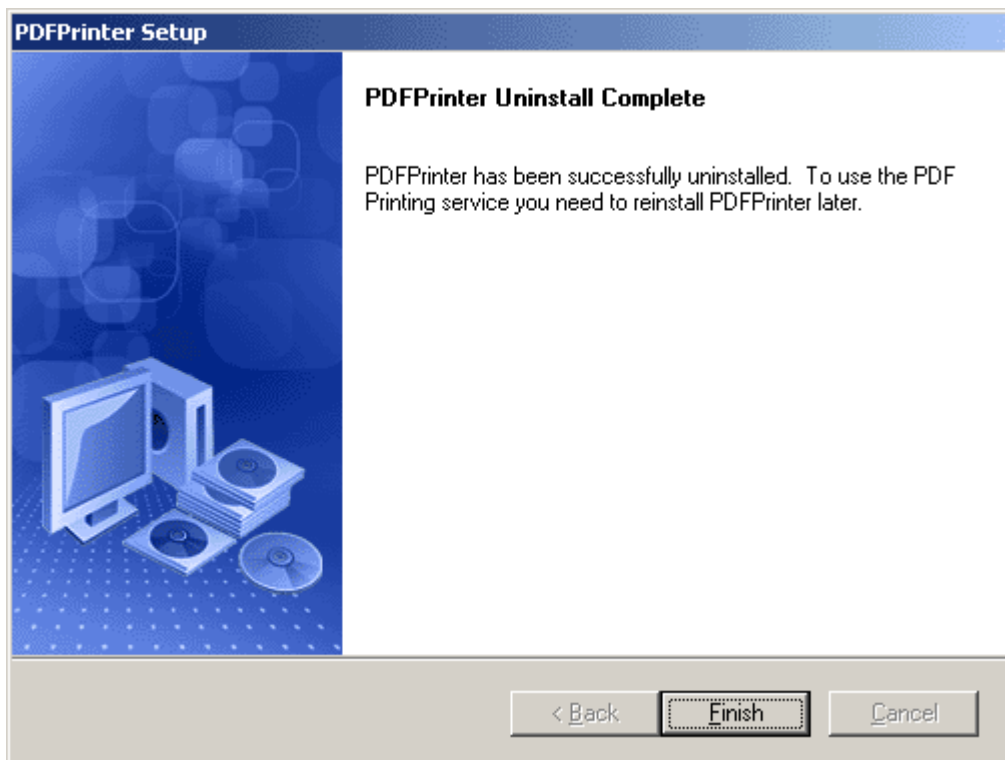 PDFPrinter Setup
PDFPrinter Uninstall Complete
PDFPrinter has been successfully uninstalled.  To use the PDF
Printing service you need to reinstall PDFPrinter later.
< Back
Finish
Cancel